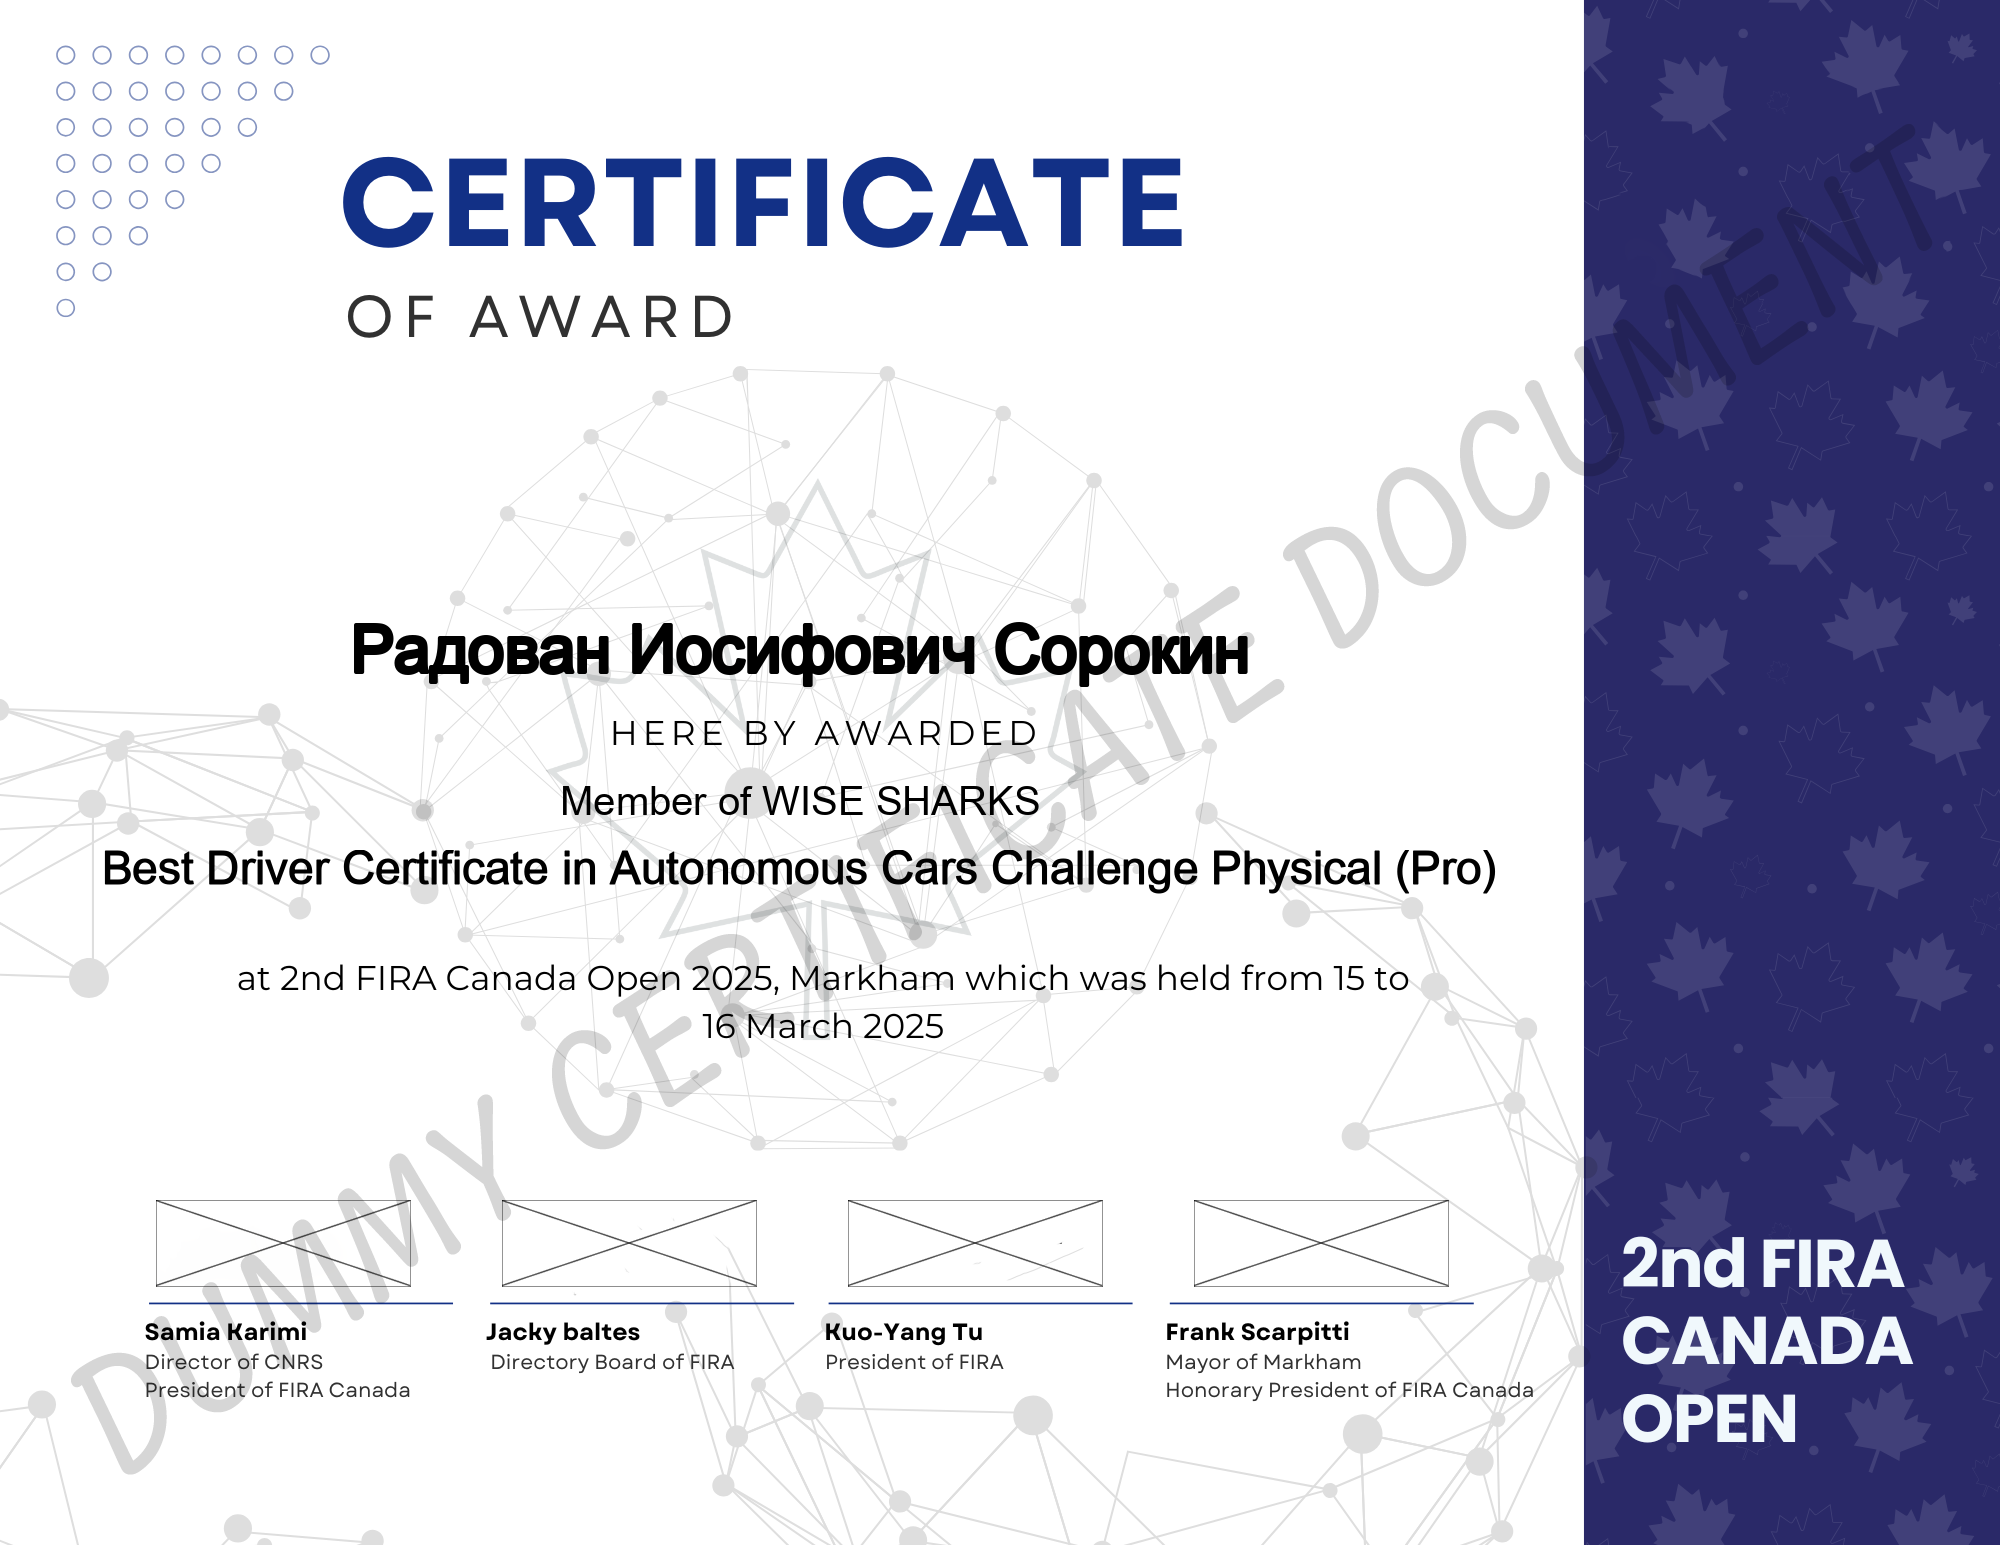 CERTIFICATE
OF AWARD
Радован Иосифович Сорокин
HERE BY AWARDED
Member of WISE SHARKS
Best Driver Certificate in Autonomous Cars Challenge Physical (Pro)
at 2nd FIRA Canada Open 2025, Markham which was held from 15 to
16 March 2025
Samia Karimi
Director of CNRS
President of FIRA Canada
Jacky baltes
Directory Board of FIRA
Kuo-Yang Tu
President of FIRA
Frank Scarpitti
Mayor of Markham
Honorary President of FIRA Canada
2nd FIRA
CANADA
OPEN
DUMMY CERTIFICATE DOCUMENT